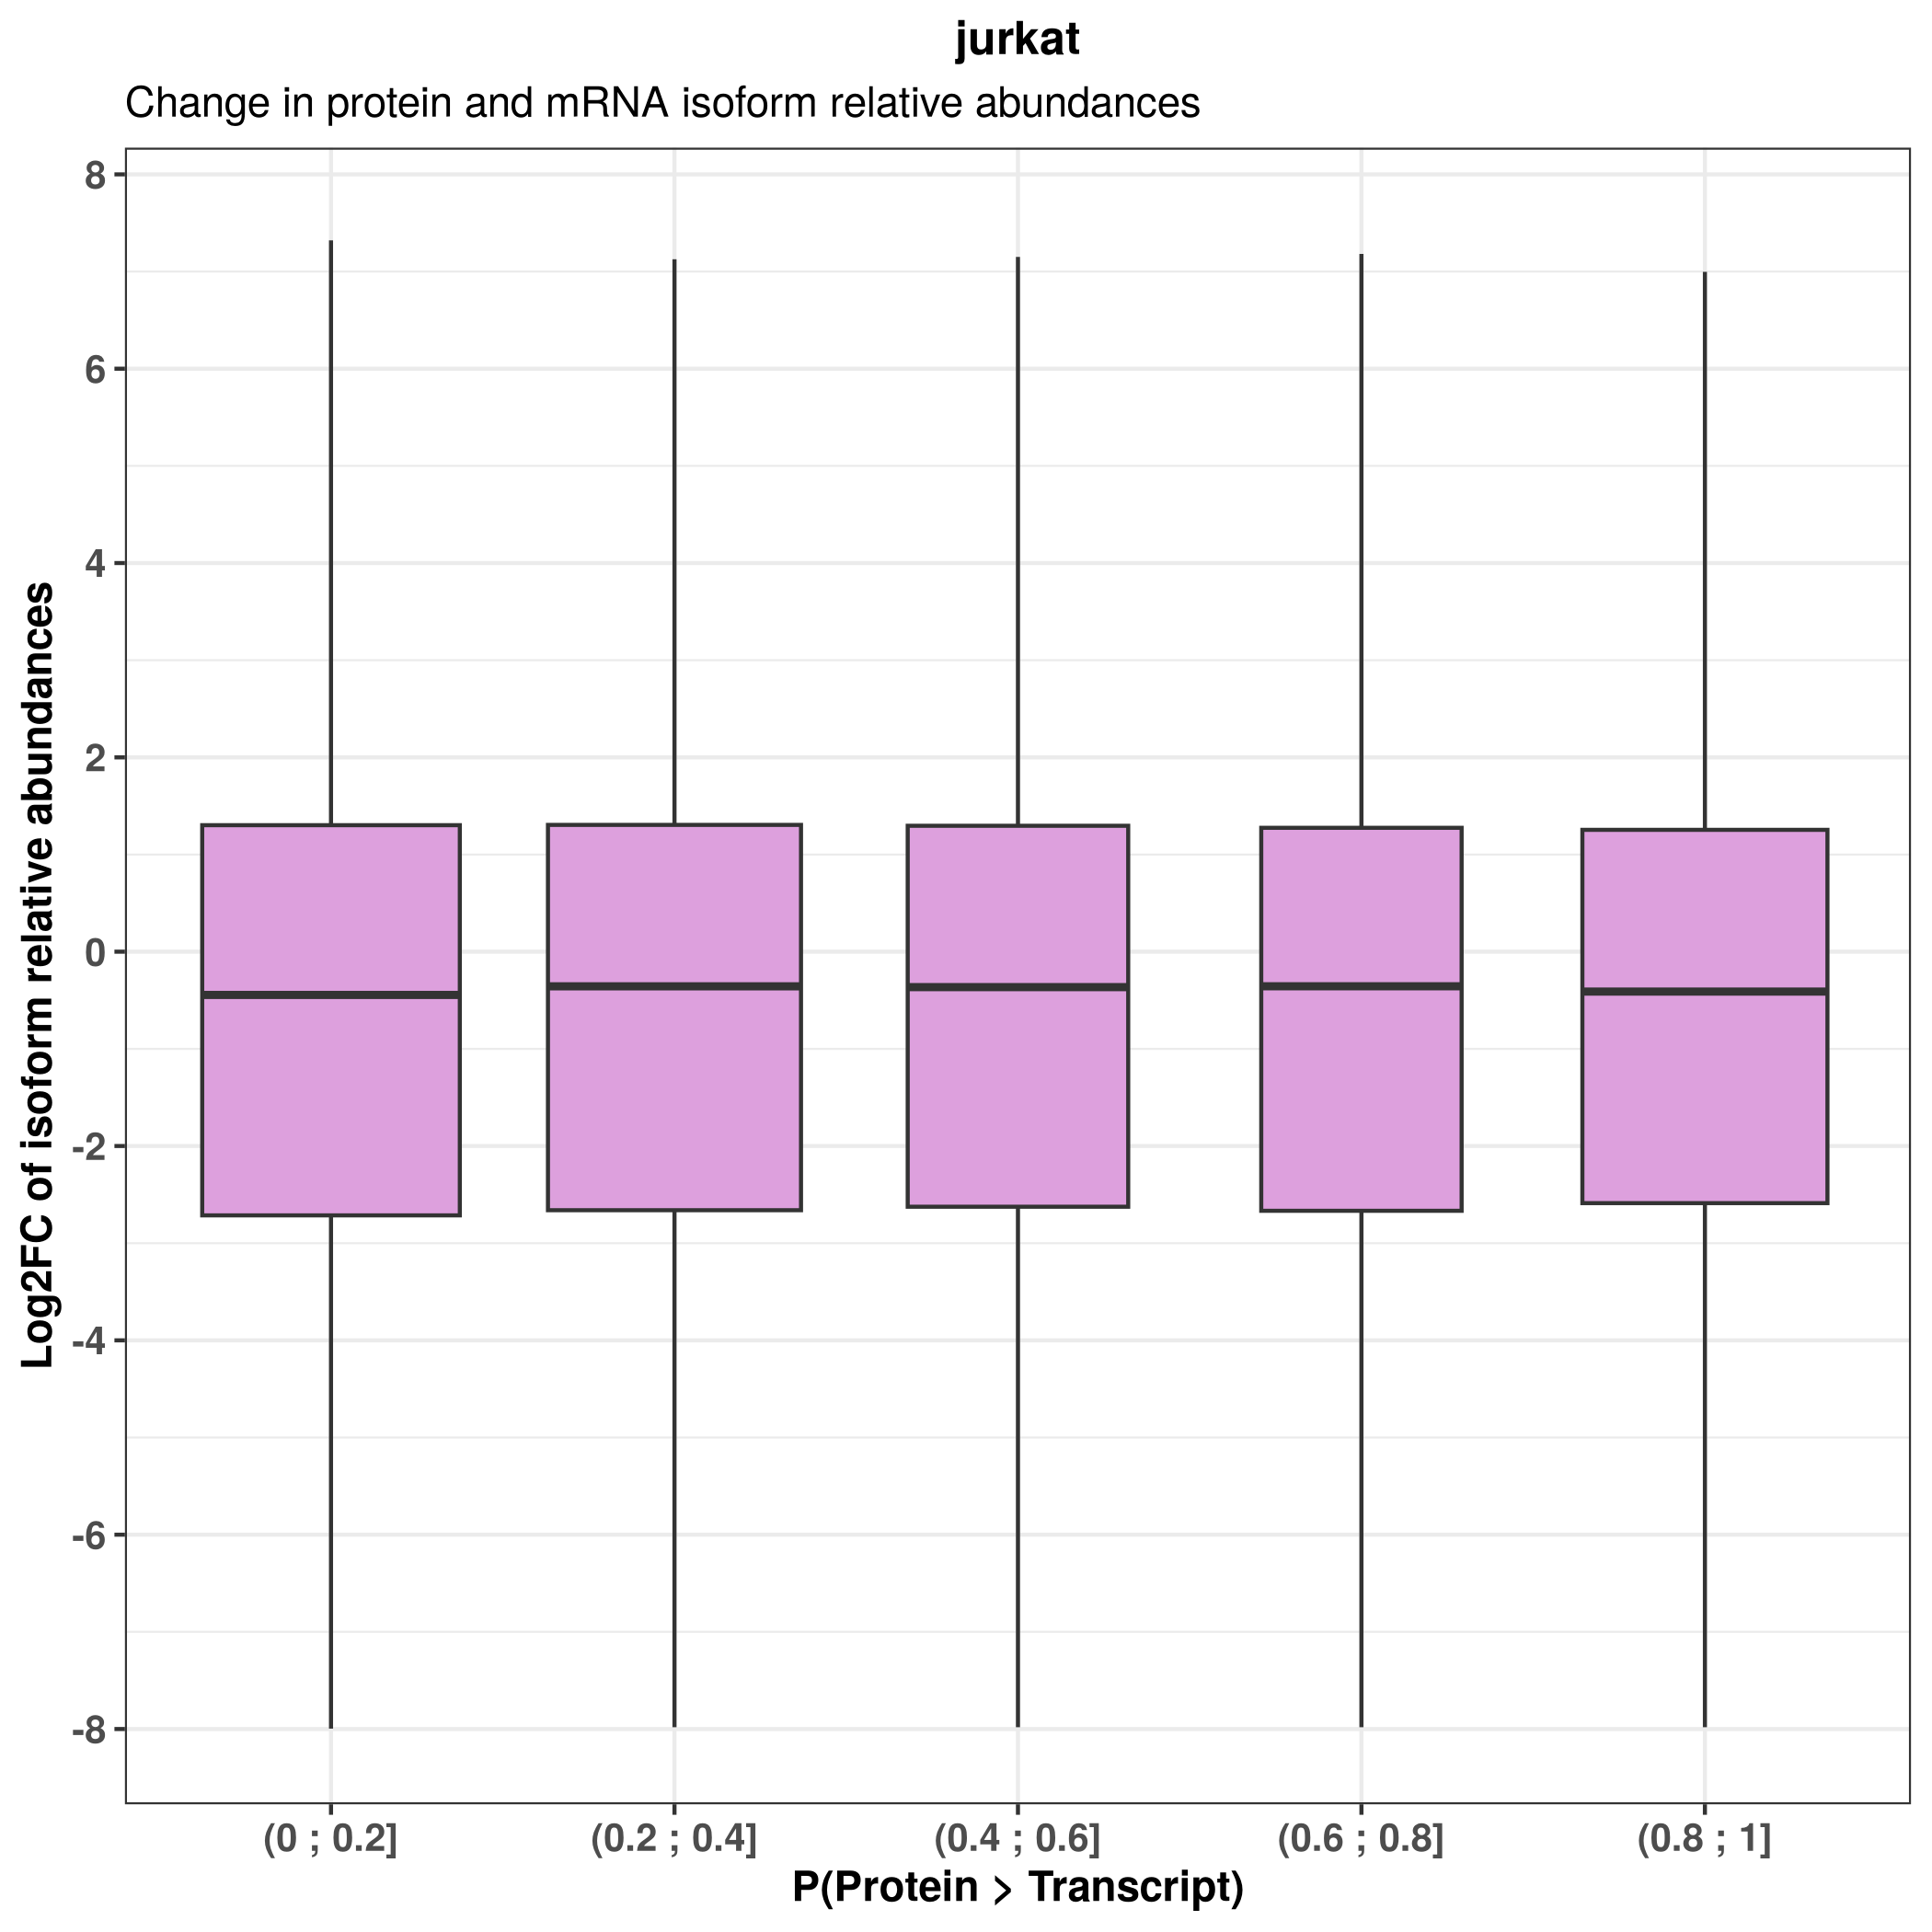 jurkat
Change in protein and mRNA isoform relative abundances
Log2FC of isoform relative abundances
8
6
4
2
0
-2
-4
-6
-8
(0 ; 0.2]
(0.2 ; 0.4]
(0.4 ; 0.6]
(0.6 ; 0.8]
(0.8 ; 1]
P(Protein > Transcript)